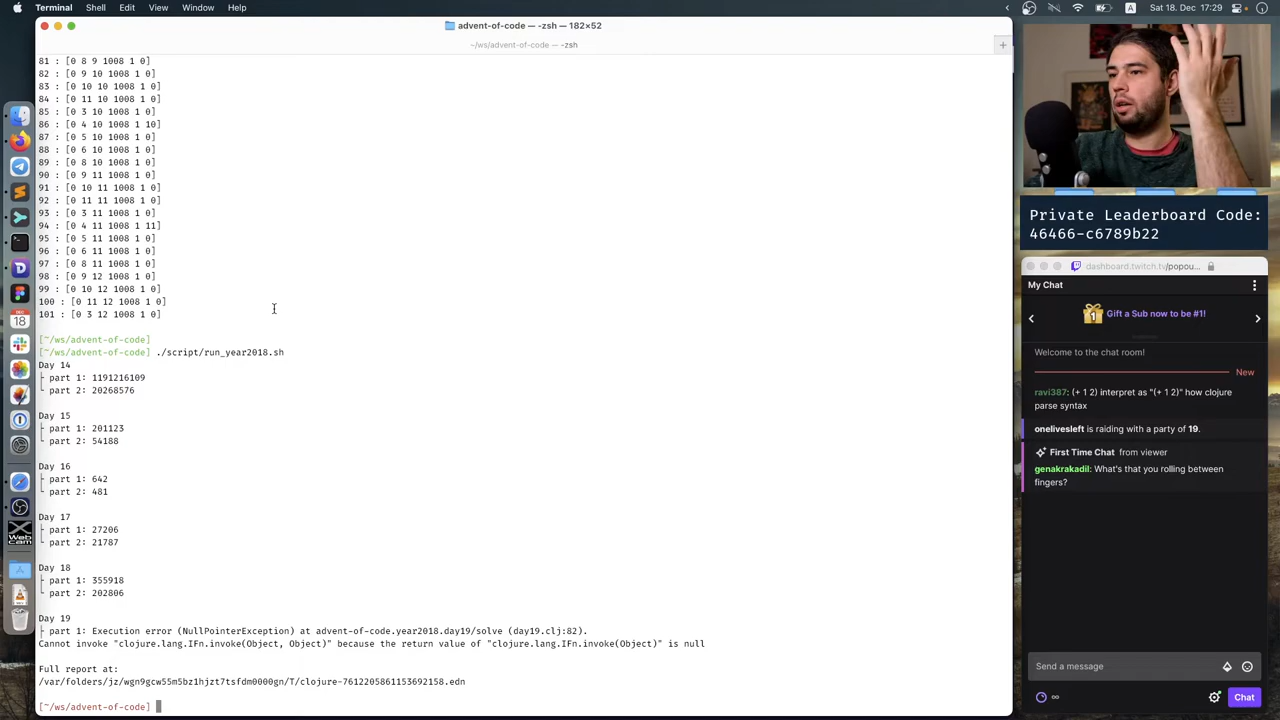 Terminal Shell Edit View Window Help
Sat 18. Dec 17:29
advent-of-code — -zsh — 182×52
~/ws/advent-of-code — -zsh
81 : [0 8 9 1008 1 0]
82 : [0 9 10 1008 1 0]
83 : [0 10 10 1008 1 0]
84 : [0 11 10 1008 1 0]
85 : [0 3 10 1008 1 0]
86 : [0 4 10 1008 1 10]
87 : [0 5 10 1008 1 0]
88 : [0 6 10 1008 1 0]
89 : [0 8 10 1008 1 0]
90 : [0 9 11 1008 1 0]
91 : [0 10 11 1008 1 0]
92 : [0 11 11 1008 1 0]
93 : [0 3 11 1008 1 0]
94 : [0 4 11 1008 1 11]
95 : [0 5 11 1008 1 0]
96 : [0 6 11 1008 1 0]
97 : [0 8 11 1008 1 0]
98 : [0 9 12 1008 1 0]
99 : [0 10 12 1008 1 0]
100 : [0 11 12 1008 1 0]
101 : [0 3 12 1008 1 0]
[~/ws/advent-of-code]
[~/ws/advent-of-code] ./script/run_year2018.sh
Day 14
├ part 1: 1191216109
└ part 2: 20268576
Day 15
├ part 1: 201123
└ part 2: 54188
Day 16
├ part 1: 642
└ part 2: 481
Day 17
├ part 1: 27206
└ part 2: 21787
Day 18
├ part 1: 355918
└ part 2: 202806
Day 19
├ part 1: Execution error (NullPointerException) at advent-of-code.year2018.day19/solve (day19.clj:82).
Cannot invoke "clojure.lang.IFn.invoke(Object, Object)" because the return value of "clojure.lang.IFn.invoke(Object)" is null
Full report at:
/var/folders/jz/wgn9gcw55m5bz1hjzt7tsfdm0000gn/T/clojure-7612205861153692158.edn
[~/ws/advent-of-code]
Private Leaderboard Code:
46466-c6789b22
dashboard.twitch.tv/popou...
My Chat
Gift a Sub now to be #1!
Welcome to the chat room!
New
ravi387: (+ 1 2) interpret as "(+ 1 2)" how clojure
parse syntax
onelivesleft is raiding with a party of 19.
First Time Chat from viewer
genakrakadil: What's that you rolling between
fingers?
Send a message
Chat